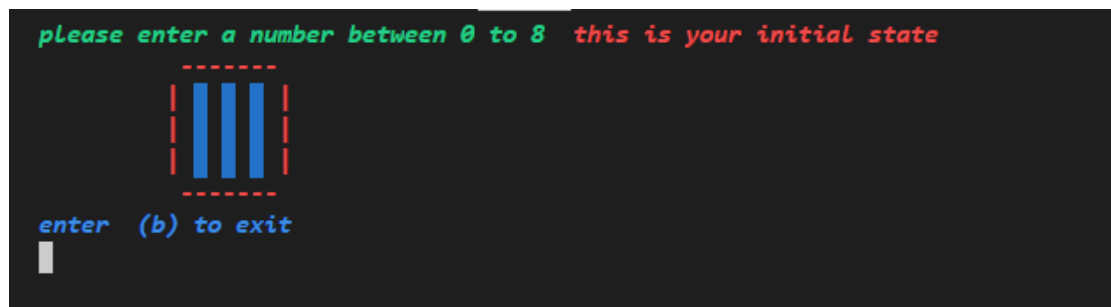 please enter a number between 0 to 8  this is your initial state
-------
| |
| |
| |
-------
enter  (b) to exit